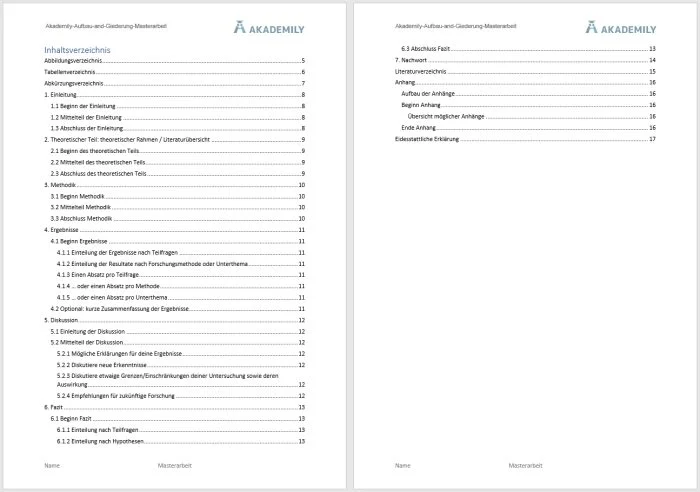 Akademily-Aufbau-and-Giederung-Masterarbeit
AKADEMILY
Inhaltsverzeichnis
Abbildungsverzeichnis 5
Tabellenverzeichnis 6
Abkürzungsverzeichnis 7
1. Einleitung 8
1.1 Beginn der Einleitung 8
1.2 Mittelteil der Einleitung 8
1.3 Abschluss der Einleitung 8
2. Theoretischer Teil: theoretischer Rahmen / Literaturübersicht 9
2.1 Beginn des theoretischen Teils 9
2.2 Mittelteil des theoretischen Teils 9
2.3 Abschluss des theoretischen Teils 9
3. Methodik 10
3.1 Beginn Methodik 10
3.2 Mittelteil Methodik 10
3.3 Abschluss Methodik 10
4. Ergebnisse 11
4.1 Beginn Ergebnisse 11
4.1.1 Einteilung der Ergebnisse nach Teilfragen 11
4.1.2 Einteilung der Resultate nach Forschungsmethode oder Unterthema 11
4.1.3 Einen Absatz pro Teilfrage 11
4.1.4 … oder einen Absatz pro Methode 11
4.1.5 … oder einen Absatz pro Unterthema 11
4.2 Optional: kurze Zusammenfassung der Ergebnisse 11
5. Diskussion 12
5.1 Einleitung der Diskussion 12
5.2 Mittelteil der Diskussion 12
5.2.1 Mögliche Erklärungen für deine Ergebnisse 12
5.2.2 Diskutiere neue Erkenntnisse 12
5.2.3 Diskutiere etwaige Grenzen/Einschränkungen deiner Untersuchung sowie deren
Auswirkung 12
5.2.4 Empfehlungen für zukünftige Forschung 12
6. Fazit 13
6.1 Beginn Fazit 13
6.1.1 Einteilung nach Teilfragen 13
6.1.2 Einteilung nach Hypothesen 13
Name Masterarbeit
Akademily-Aufbau-and-Giederung-Masterarbeit
AKADEMILY
6.3 Abschluss Fazit 13
7. Nachwort 14
Literaturverzeichnis 15
Anhang 16
Aufbau der Anhänge 16
Beginn Anhang 16
Übersicht möglicher Anhänge 16
Ende Anhang 16
Eidesstattliche Erklärung 17
Name Masterarbeit